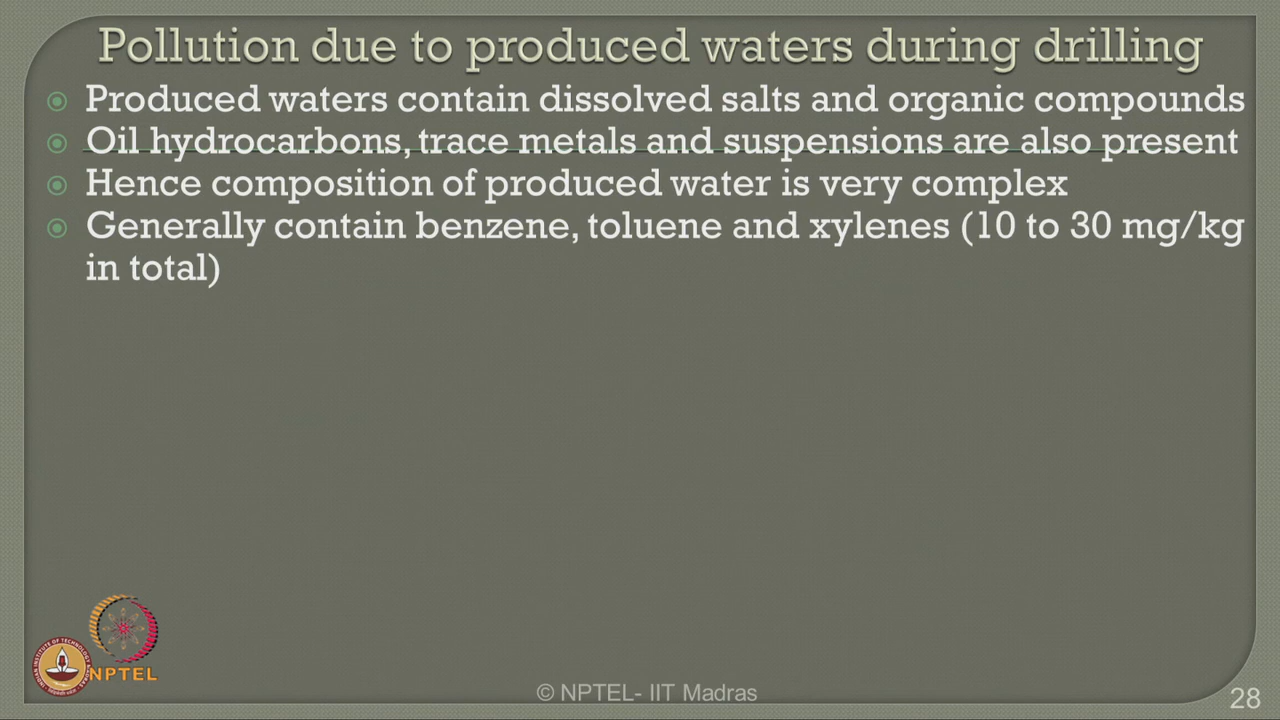 Pollution due to produced waters during drilling
Produced waters contain dissolved salts and organic compounds
Oil hydrocarbons, trace metals and suspensions are also present
Hence composition of produced water is very complex
Generally contain benzene, toluene and xylenes (10 to 30 mg/kg
in total)
NPTEL
© NPTEL- IIT Madras
28